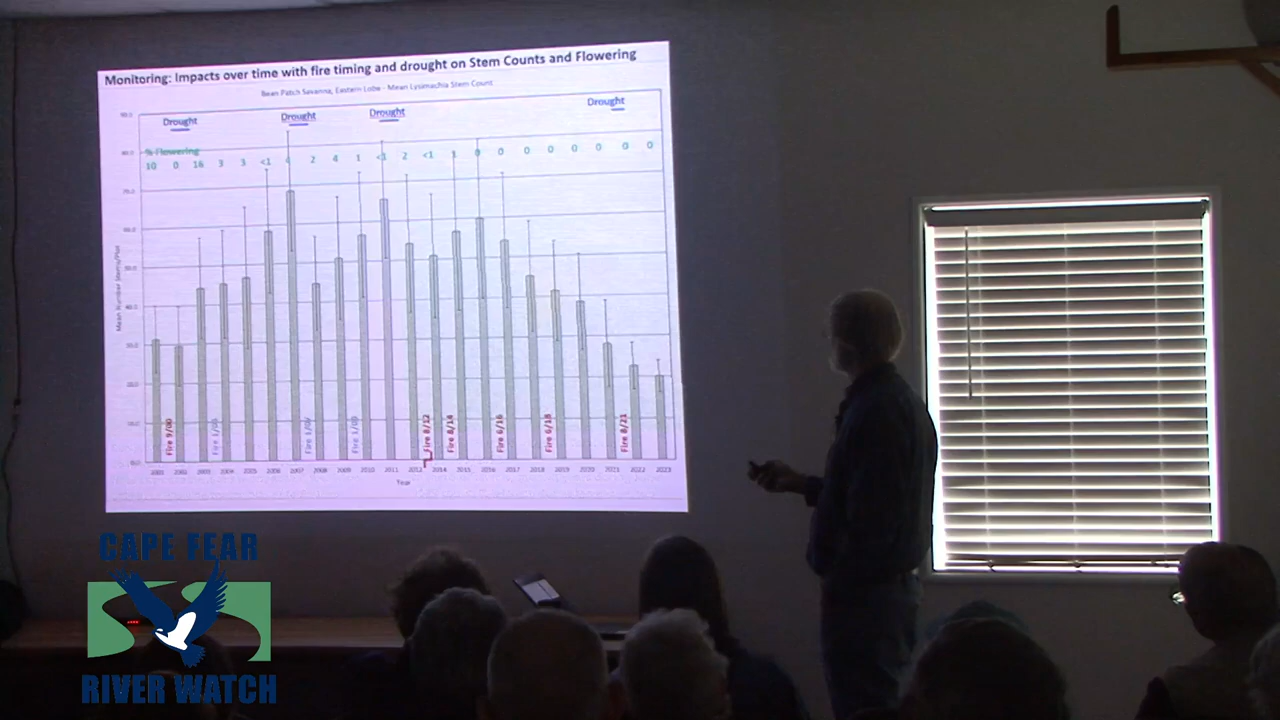 Monitoring: Impacts over time with fire timing and drought on Stem Counts and Flowering
Bean Patch Savanna, Eastern Lobe - Mean Lysimachia Stem Count
Drought Drought Drought Drought
% Flowering
10 0 16 3 3 <1 2 4 1 <1 2 <1 1 0 0 0 0 0 0 0 0
Mean Number Stems/Plot
Fire 9/00 Fire 8/12 Fire 8/14 Fire 6/16 Fire 6/18 Fire 8/21
2001 2002 2003 2004 2005 2006 2007 2008 2009 2010 2011 2012 2014 2015 2016 2017 2018 2019 2020 2021 2022 2023
Year
CAPE FEAR
RIVER WATCH